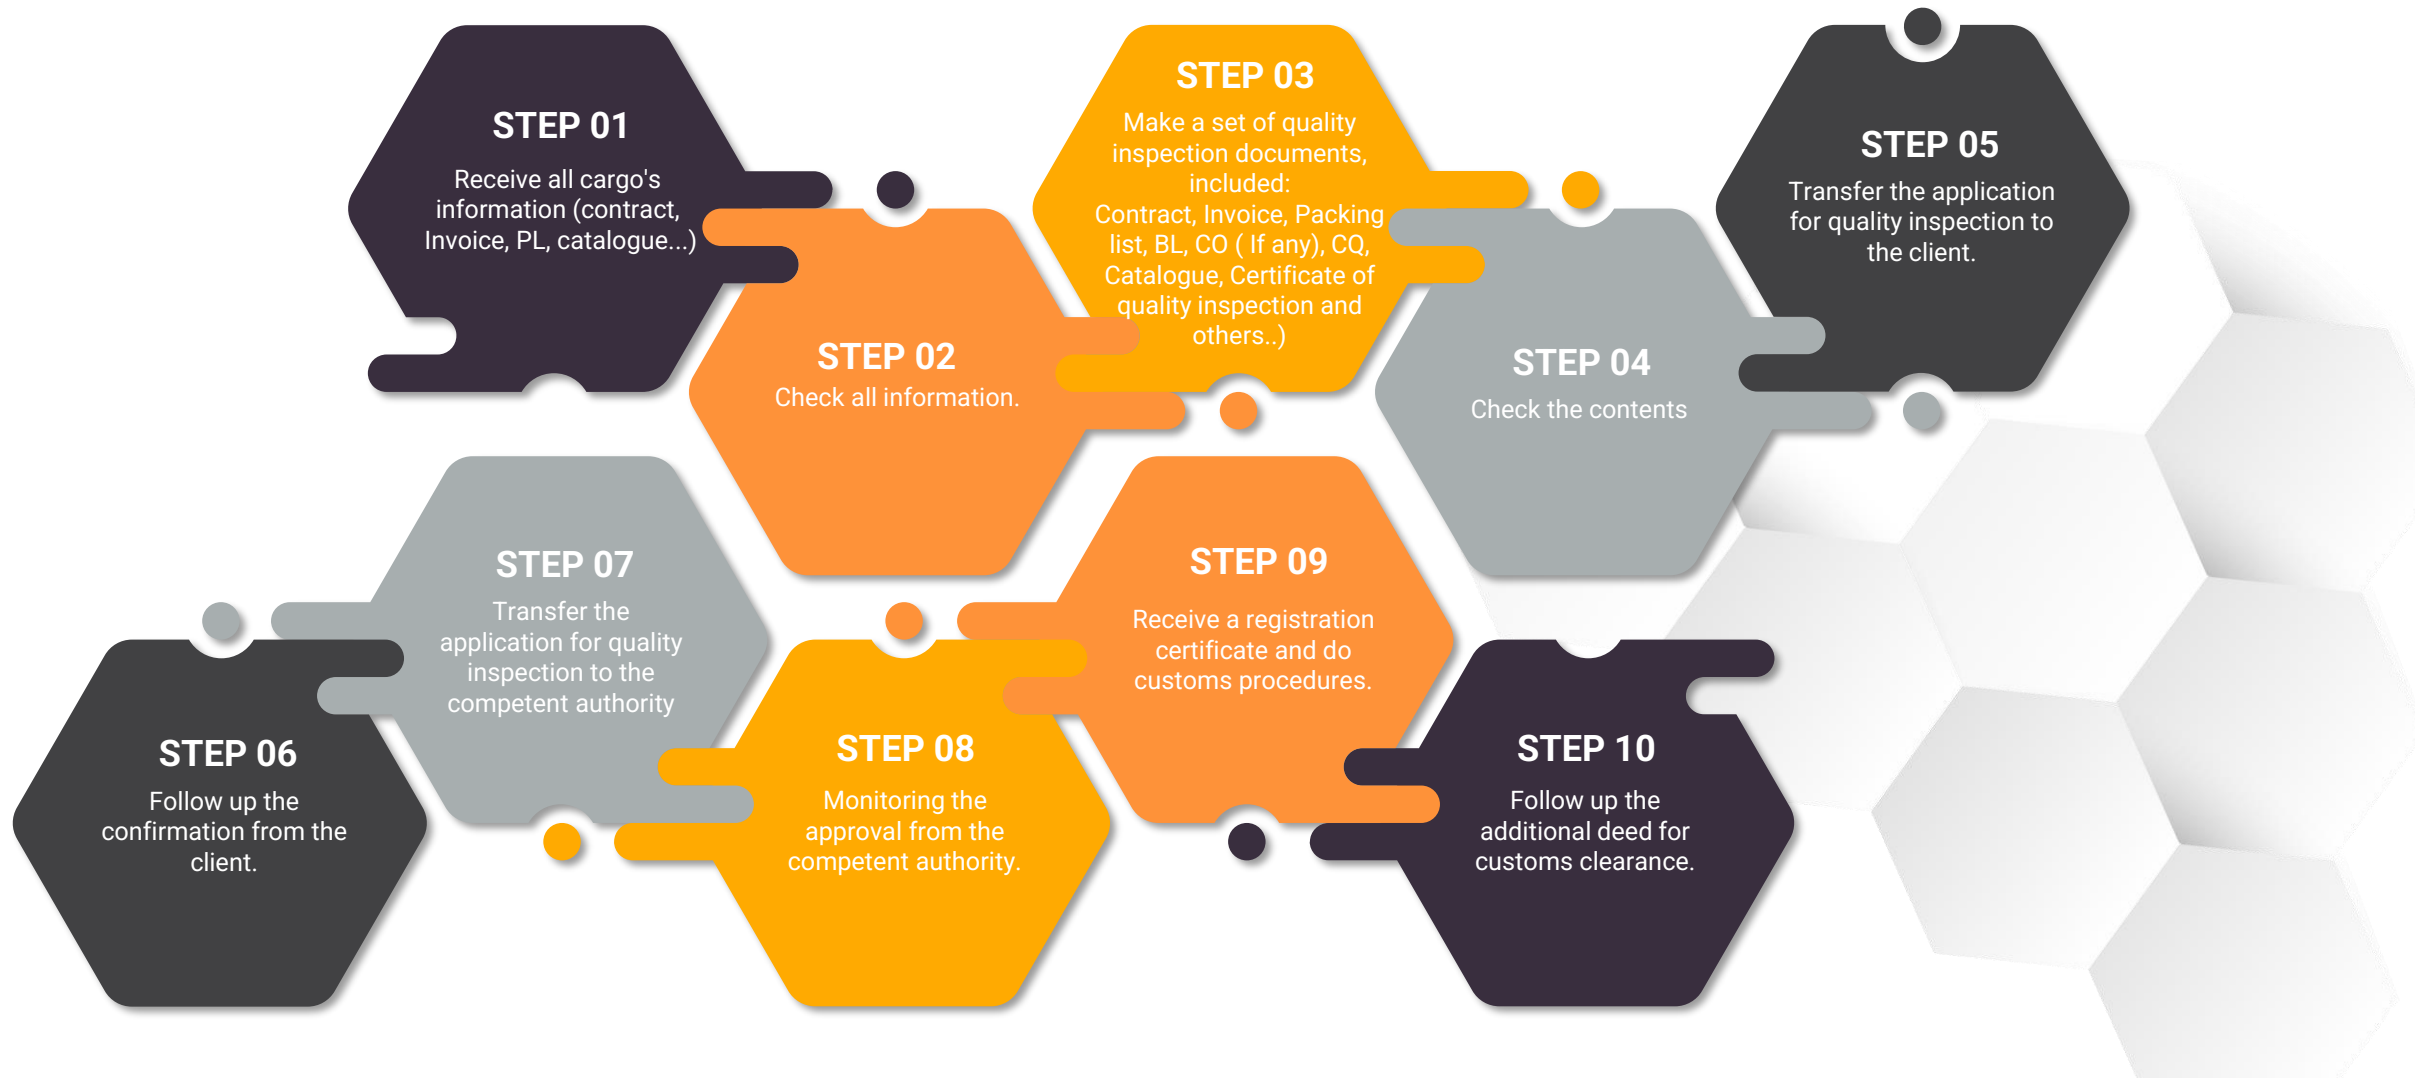 STEP 01
Receive all cargo's
information (contract,
Invoice, PL, catalogue...)
STEP 02
Check all information.
STEP 03
Make a set of quality
inspection documents,
included:
Contract, Invoice, Packing
list, BL, CO ( If any), CQ,
Catalogue, Certificate of
quality inspection and
others..)
STEP 04
Check the contents
STEP 05
Transfer the application
for quality inspection to
the client.
STEP 06
Follow up the
confirmation from the
client.
STEP 07
Transfer the
application for quality
inspection to the
competent authority
STEP 08
Monitoring the
approval from the
competent authority.
STEP 09
Receive a registration
certificate and do
customs procedures.
STEP 10
Follow up the
additional deed for
customs clearance.